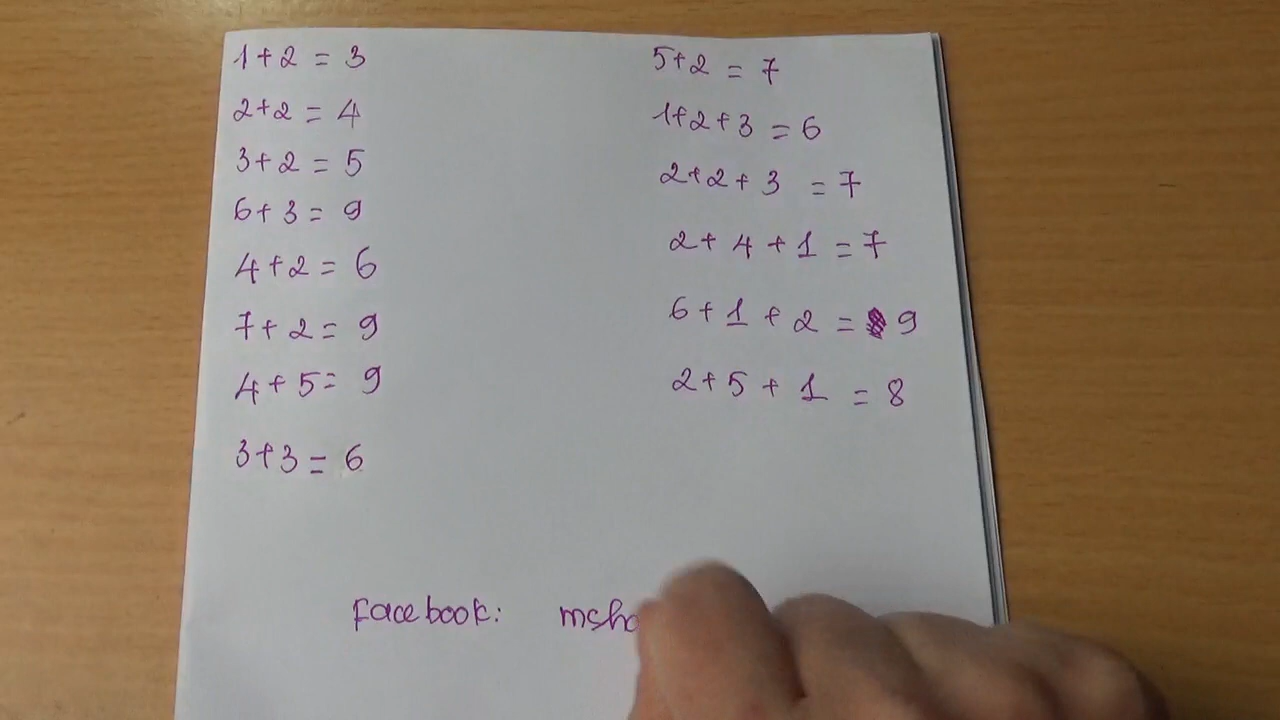 1+2 = 3
2+2 = 4
3+2 = 5
6+3 = 9
4+2 = 6
7+2 = 9
4+5 = 9
3+3 = 6
5+2 = 7
1+2+3 = 6
2+2+3 = 7
2+4+1 = 7
6+1+2 = 9
2+5+1 = 8
Facebook: